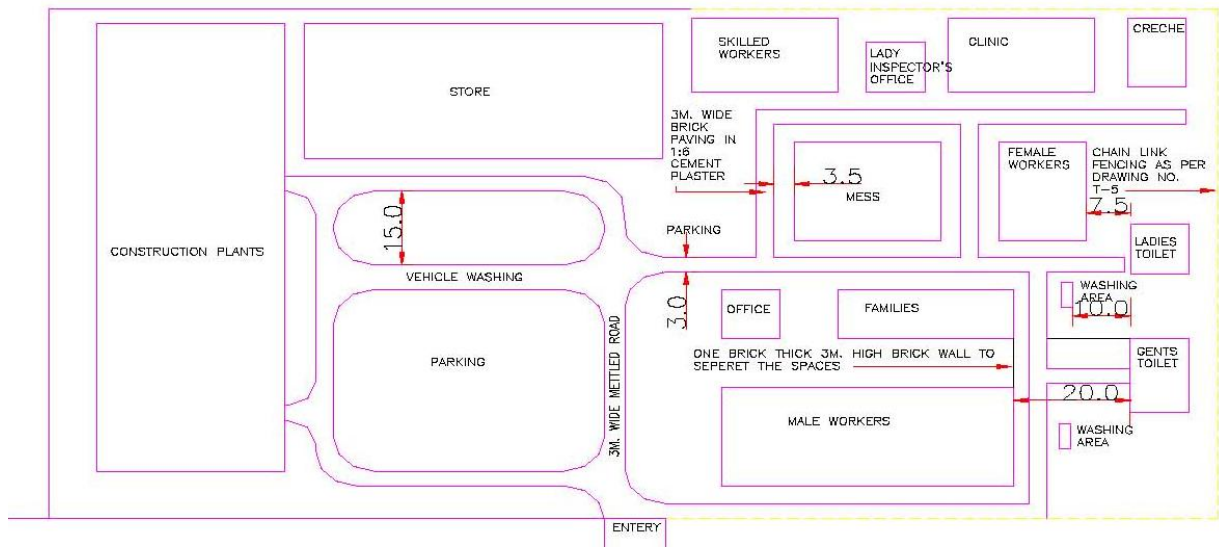 SKILLED
WORKERS
LADY
INSPECTOR'S
OFFICE
CLINIC
CRECHE
STORE
3M. WIDE
BRICK
PAVING IN
1:6
CEMENT
PLASTER
3.5
MESS
FEMALE
WORKERS
CHAIN LINK
FENCING AS PER
DRAWING NO.
T-5
7.5
CONSTRUCTION PLANTS
15.0
VEHICLE WASHING
PARKING
3.0
LADIES
TOILET
WASHING
AREA
10.0
OFFICE
FAMILIES
PARKING
3M. WIDE METTLED ROAD
ONE BRICK THICK 3M. HIGH BRICK WALL TO
SEPERET THE SPACES
GENTS
TOILET
20.0
MALE WORKERS
WASHING
AREA
ENTERY